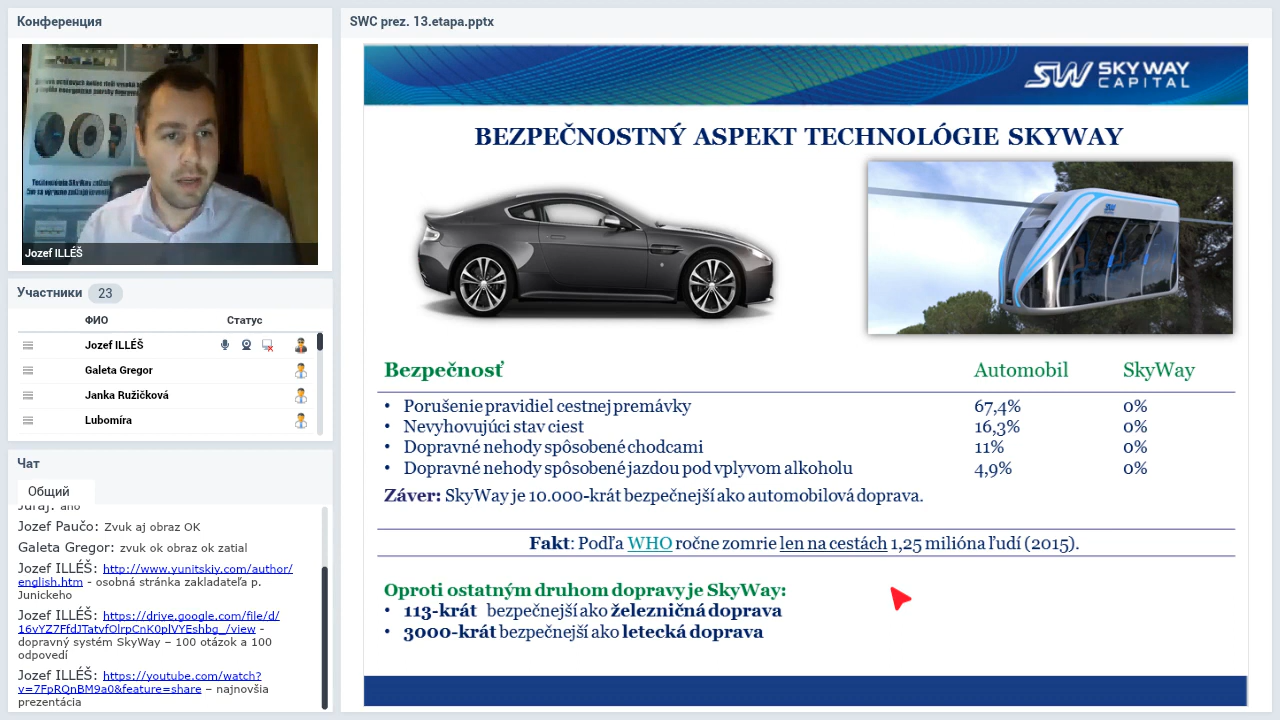 Конференция
Jozef ILLÉŠ
Участники 23
ФИО Статус
Jozef ILLÉŠ
Galeta Gregor
Janka Ružičková
Lubomíra
Чат
Общий
Juraj: ano
Jozef Paučo: Zvuk aj obraz OK
Galeta Gregor: zvuk ok obraz ok zatial
Jozef ILLÉŠ: http://www.yunitskiy.com/author/
english.htm - osobná stránka zakladateľa p.
Junickeho
Jozef ILLÉŠ: https://drive.google.com/file/d/
16vYZ7FfdJTatvfOlrpCnK0plVYEshbg_/view -
dopravný systém SkyWay – 100 otázok a 100
odpovedí
Jozef ILLÉŠ: https://youtube.com/watch?
v=7FpRQnBM9a0&feature=share – najnovšia
prezentácia
SWC prez. 13.etapa.pptx
SW SKY WAY
CAPITAL
BEZPEČNOSTNÝ ASPEKT TECHNOLÓGIE SKYWAY
Bezpečnosť Automobil SkyWay
• Porušenie pravidiel cestnej premávky 67,4% 0%
• Nevyhovujúci stav ciest 16,3% 0%
• Dopravné nehody spôsobené chodcami 11% 0%
• Dopravné nehody spôsobené jazdou pod vplyvom alkoholu 4,9% 0%
Záver: SkyWay je 10.000-krát bezpečnejší ako automobilová doprava.
Fakt: Podľa WHO ročne zomrie len na cestách 1,25 milióna ľudí (2015).
Oproti ostatným druhom dopravy je SkyWay:
• 113-krát bezpečnejší ako železničná doprava
• 3000-krát bezpečnejší ako letecká doprava